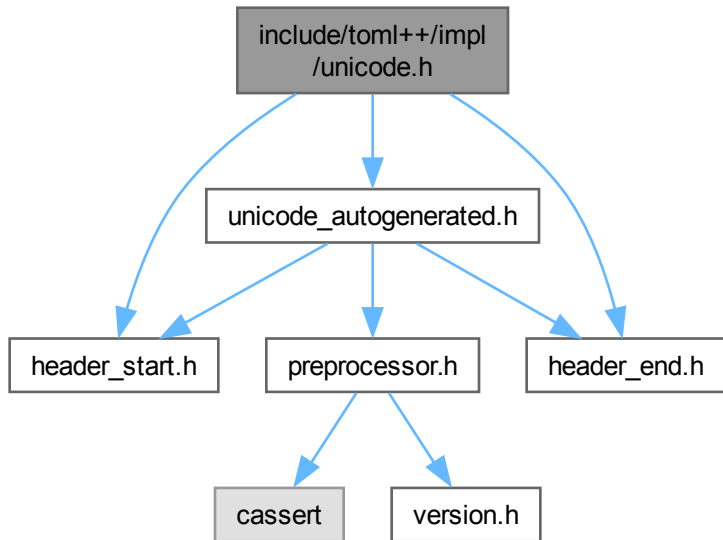 include/toml++/impl
/unicode.h
unicode_autogenerated.h
header_start.h
preprocessor.h
header_end.h
cassert
version.h